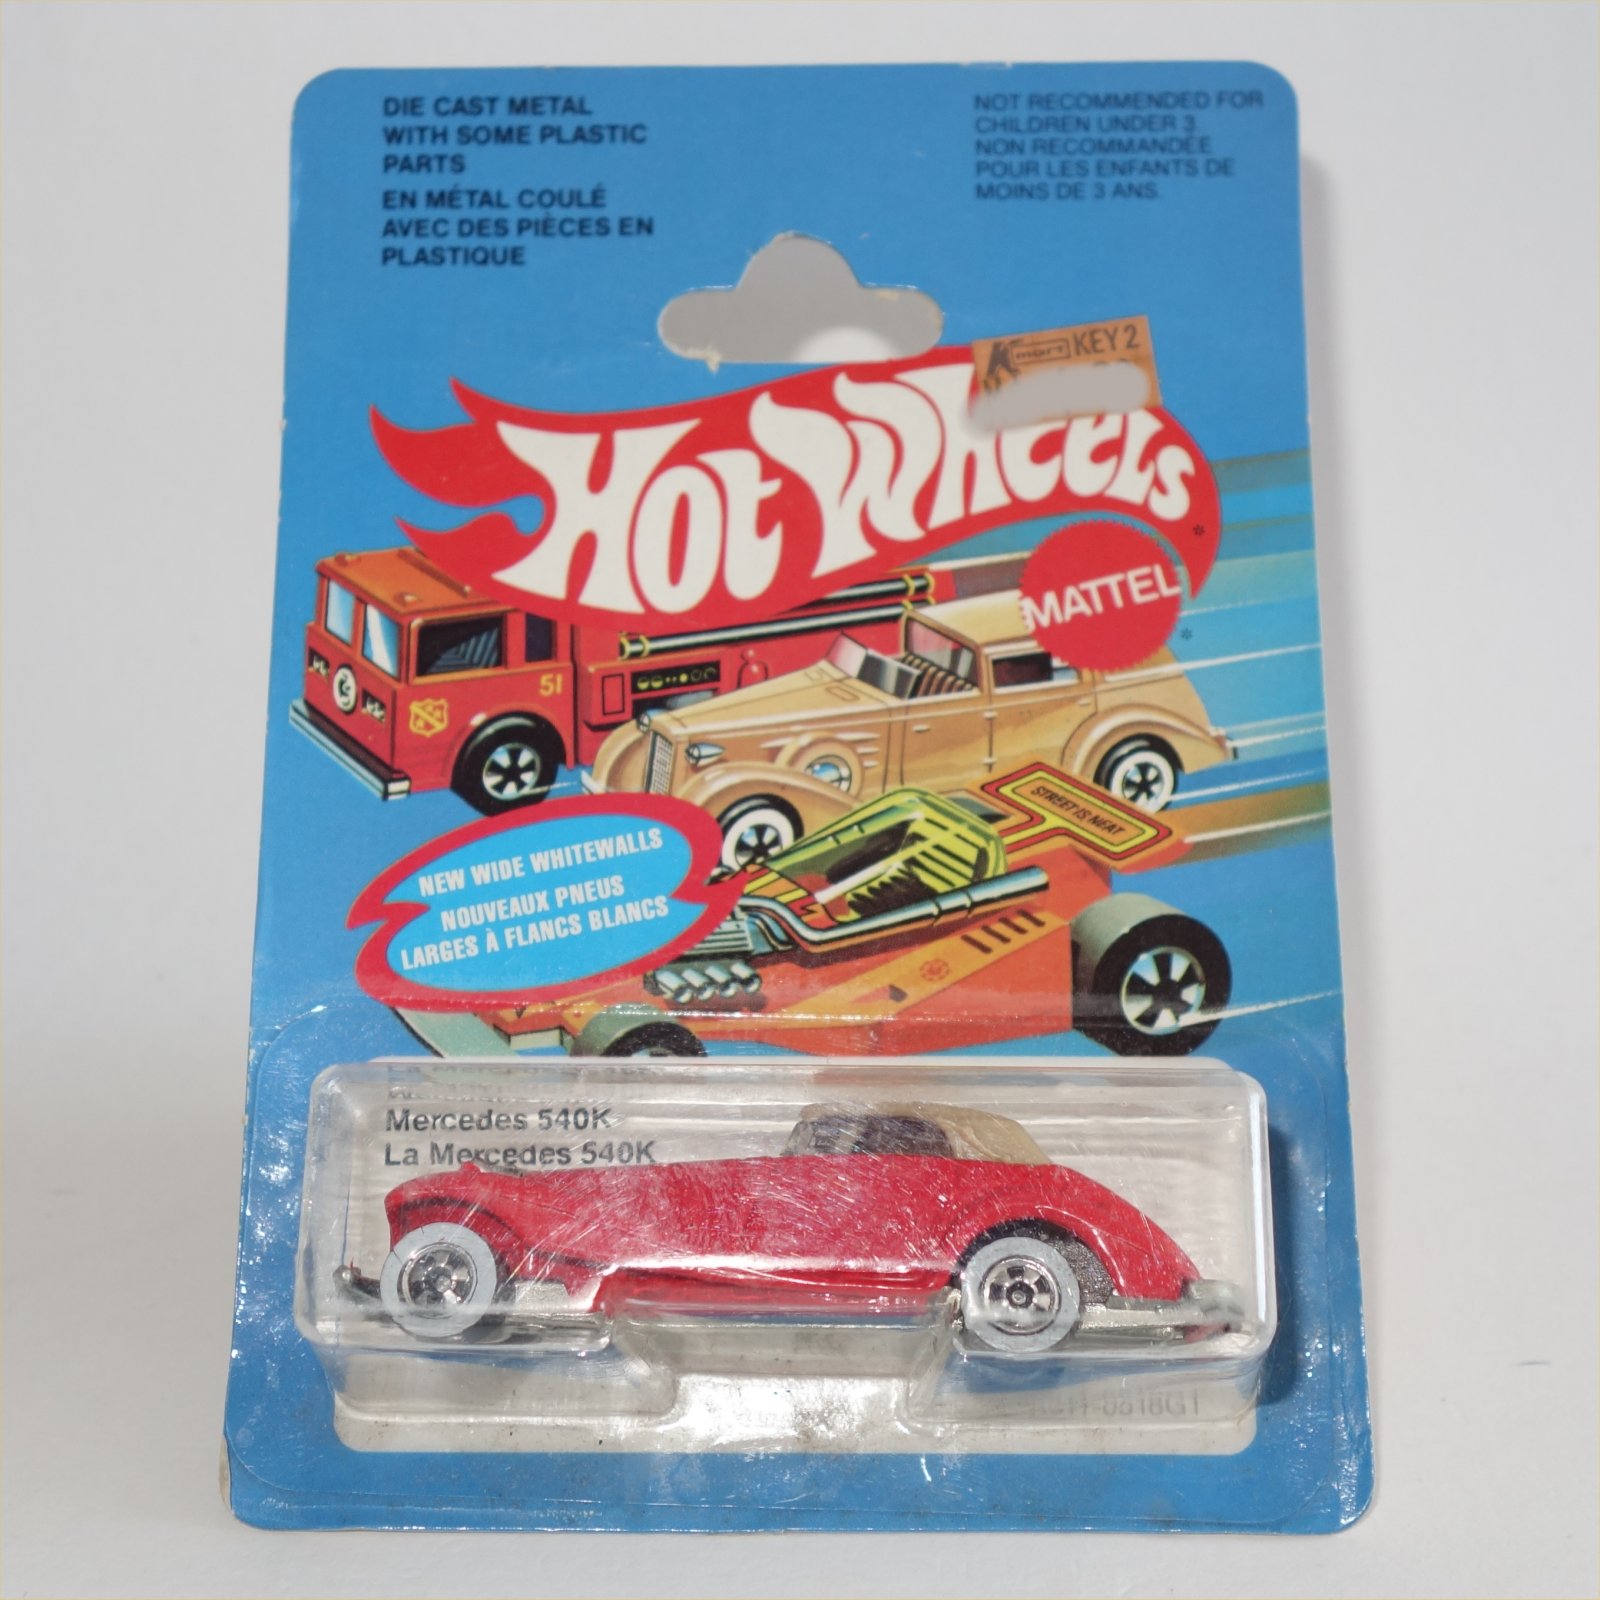 DIE CAST METAL
WITH SOME PLASTIC
PARTS
EN MÉTAL COULÉ
AVEC DES PIÈCES EN
PLASTIQUE
NOT RECOMMENDED FOR
CHILDREN UNDER 3
NON RECOMMANDÉE
POUR LES ENFANTS DE
MOINS DE 3 ANS.
Kmart KEY 2
HOT WHEELS
MATTEL
51
STREET IS NEAT
NEW WIDE WHITEWALLS
NOUVEAUX PNEUS
LARGES À FLANCS BLANCS
Mercedes 540K
La Mercedes 540K